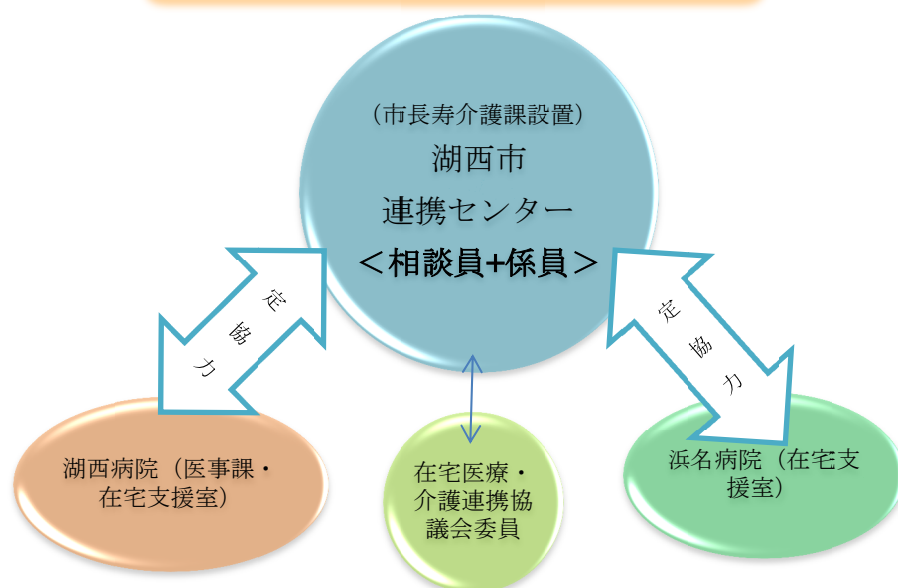 （市長寿介護課設置）
湖西市
連携センター
＜相談員+係員＞
定協力
定協力
湖西病院（医事課・
在宅支援室）
在宅医療・
介護連携協
議会委員
浜名病院（在宅支
援室）